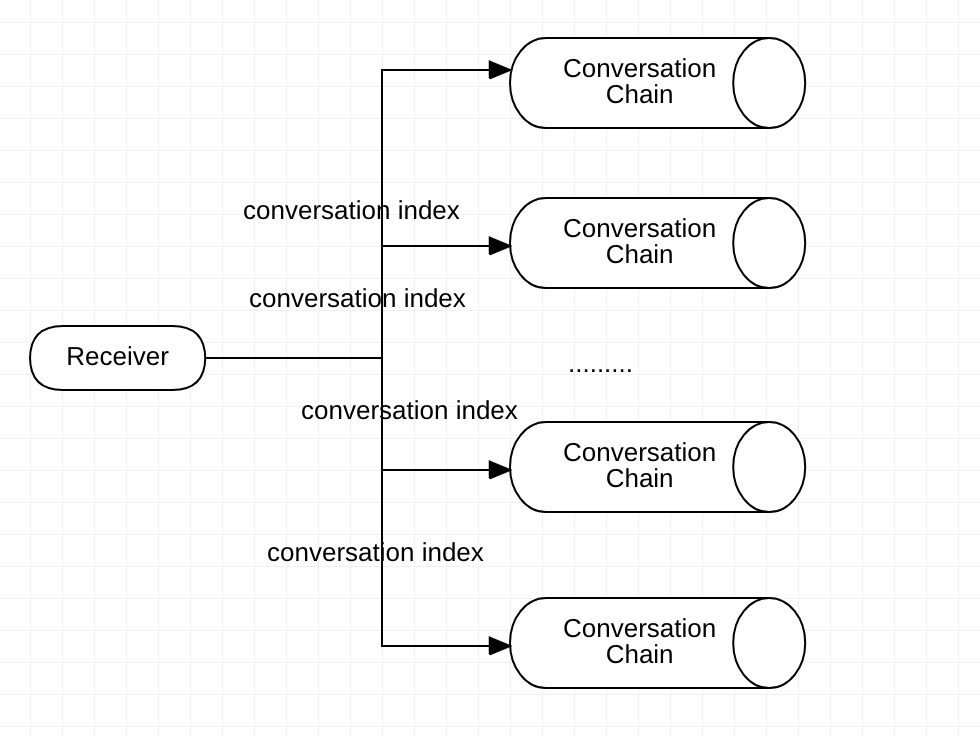 Conversation
Chain
conversation index
Conversation
Chain
conversation index
Receiver
.........
conversation index
Conversation
Chain
conversation index
Conversation
Chain